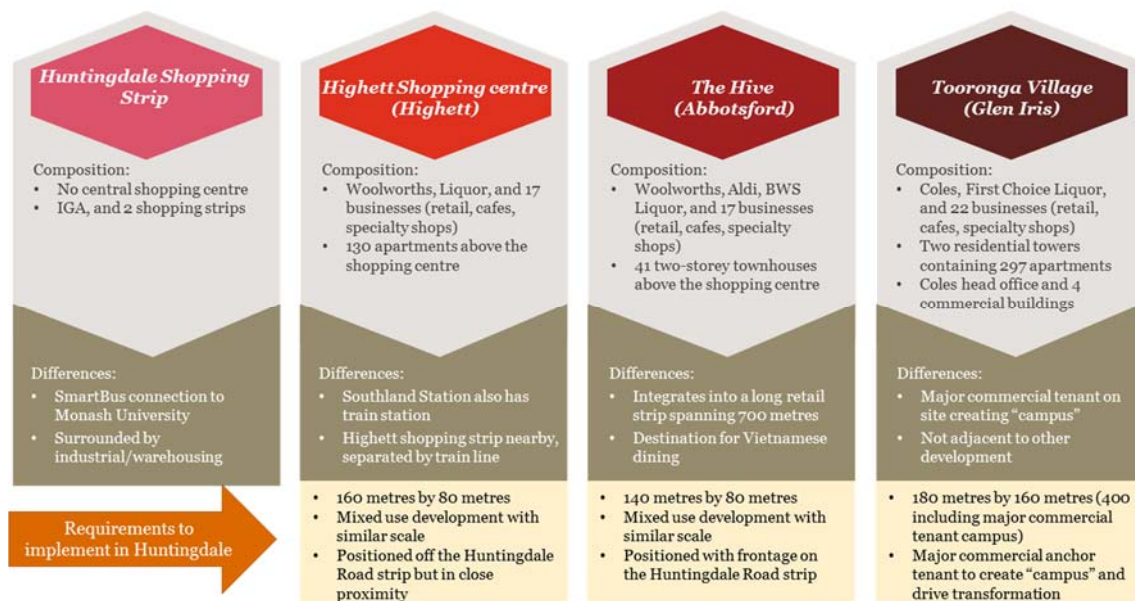 Huntingdale Shopping
Strip
Composition:
• No central shopping centre
• IGA, and 2 shopping strips
Differences:
• SmartBus connection to
Monash University
• Surrounded by
industrial/warehousing
Highett Shopping centre
(Highett)
Composition:
• Woolworths, Liquor, and 17
businesses (retail, cafes,
specialty shops)
• 130 apartments above the
shopping centre
Differences:
• Southland Station also has
train station
• Highett shopping strip nearby,
separated by train line
The Hive
(Abbotsford)
Composition:
• Woolworths, Aldi, BWS
Liquor, and 17 businesses
(retail, cafes, specialty
shops)
• 41 two-storey townhouses
above the shopping centre
Differences:
• Integrates into a long retail
strip spanning 700 metres
• Destination for Vietnamese
dining
Tooronga Village
(Glen Iris)
Composition:
• Coles, First Choice Liquor,
and 22 businesses (retail,
cafes, specialty shops)
• Two residential towers
containing 297 apartments
• Coles head office and 4
commercial buildings
Differences:
• Major commercial tenant on
site creating “campus”
• Not adjacent to other
development
Requirements to
implement in Huntingdale
• 160 metres by 80 metres
• Mixed use development with
similar scale
• Positioned off the Huntingdale
Road strip but in close
proximity
• 140 metres by 80 metres
• Mixed use development with
similar scale
• Positioned with frontage on
the Huntingdale Road strip
• 180 metres by 160 metres (400
including major commercial
tenant campus)
• Major commercial anchor
tenant to create “campus” and
drive transformation